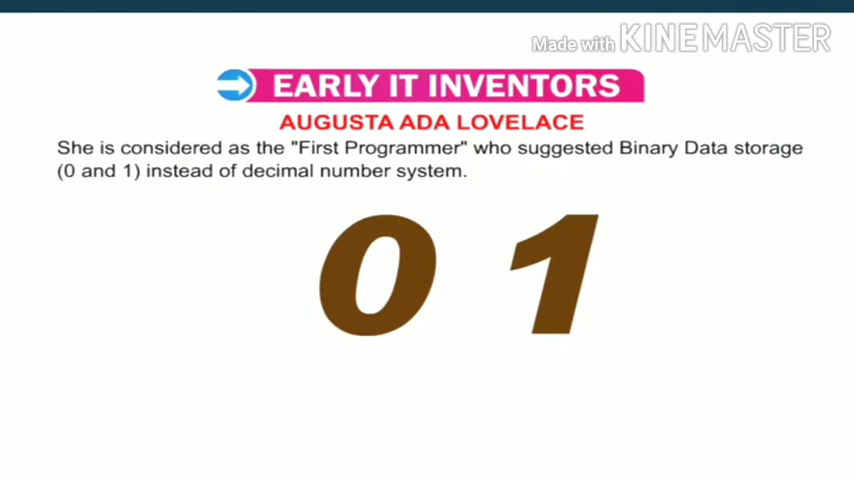 Made with KINEMASTER
EARLY IT INVENTORS
AUGUSTA ADA LOVELACE
She is considered as the "First Programmer" who suggested Binary Data storage
(0 and 1) instead of decimal number system.
0 1